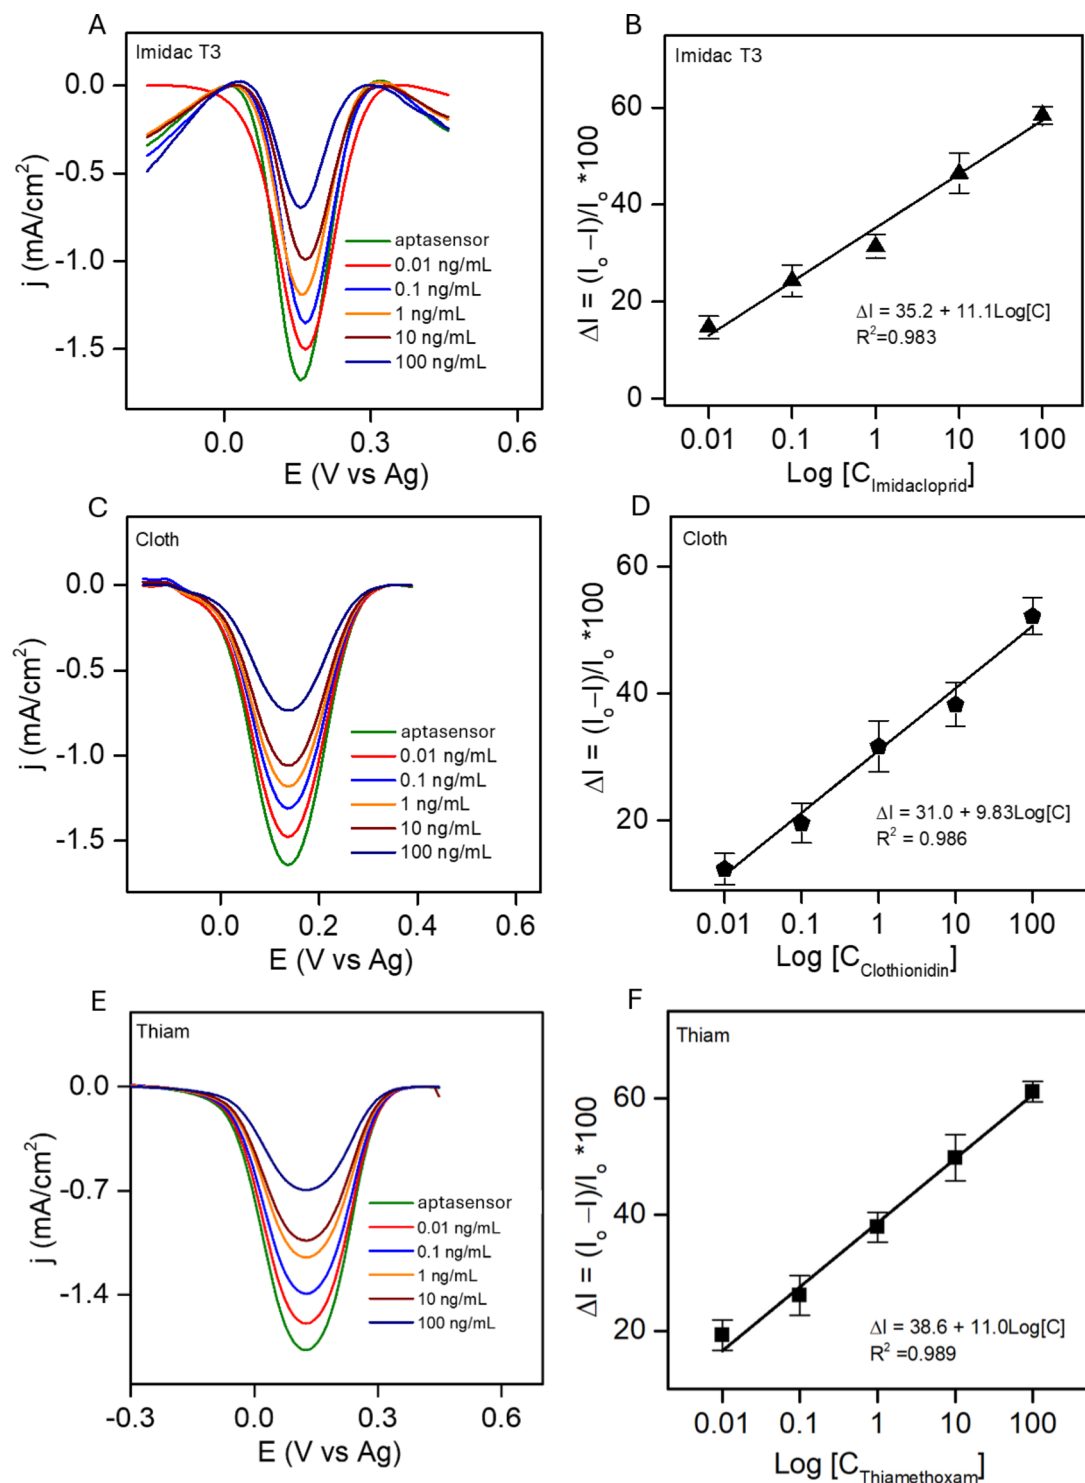 A
Imidac T3
0.0
-0.5
-1.0
-1.5
j (mA/cm²)
aptasensor
0.01 ng/mL
0.1 ng/mL
1 ng/mL
10 ng/mL
100 ng/mL
0.0 0.3 0.6
E (V vs Ag)
B
Imidac T3
60
40
20
0
ΔI = (Iₒ –I)/Iₒ *100
ΔI = 35.2 + 11.1Log[C]
R²=0.983
0.01 0.1 1 10 100
Log [C_Imidacloprid]
C
Cloth
0.0
-0.5
-1.0
-1.5
j (mA/cm²)
aptasensor
0.01 ng/mL
0.1 ng/mL
1 ng/mL
10 ng/mL
100 ng/mL
0.0 0.2 0.4 0.6
E (V vs Ag)
D
Cloth
60
40
20
ΔI = (Iₒ –I)/Iₒ *100
ΔI = 31.0 + 9.83Log[C]
R² = 0.986
0.01 0.1 1 10 100
Log [C_Clothionidin]
E
Thiam
0.0
-0.7
-1.4
j (mA/cm²)
aptasensor
0.01 ng/mL
0.1 ng/mL
1 ng/mL
10 ng/mL
100 ng/mL
-0.3 0.0 0.3 0.6
E (V vs Ag)
F
Thiam
60
40
20
ΔI = (Iₒ –I)/Iₒ *100
ΔI = 38.6 + 11.0Log[C]
R² =0.989
0.01 0.1 1 10 100
Log [C_Thiamethoxam]